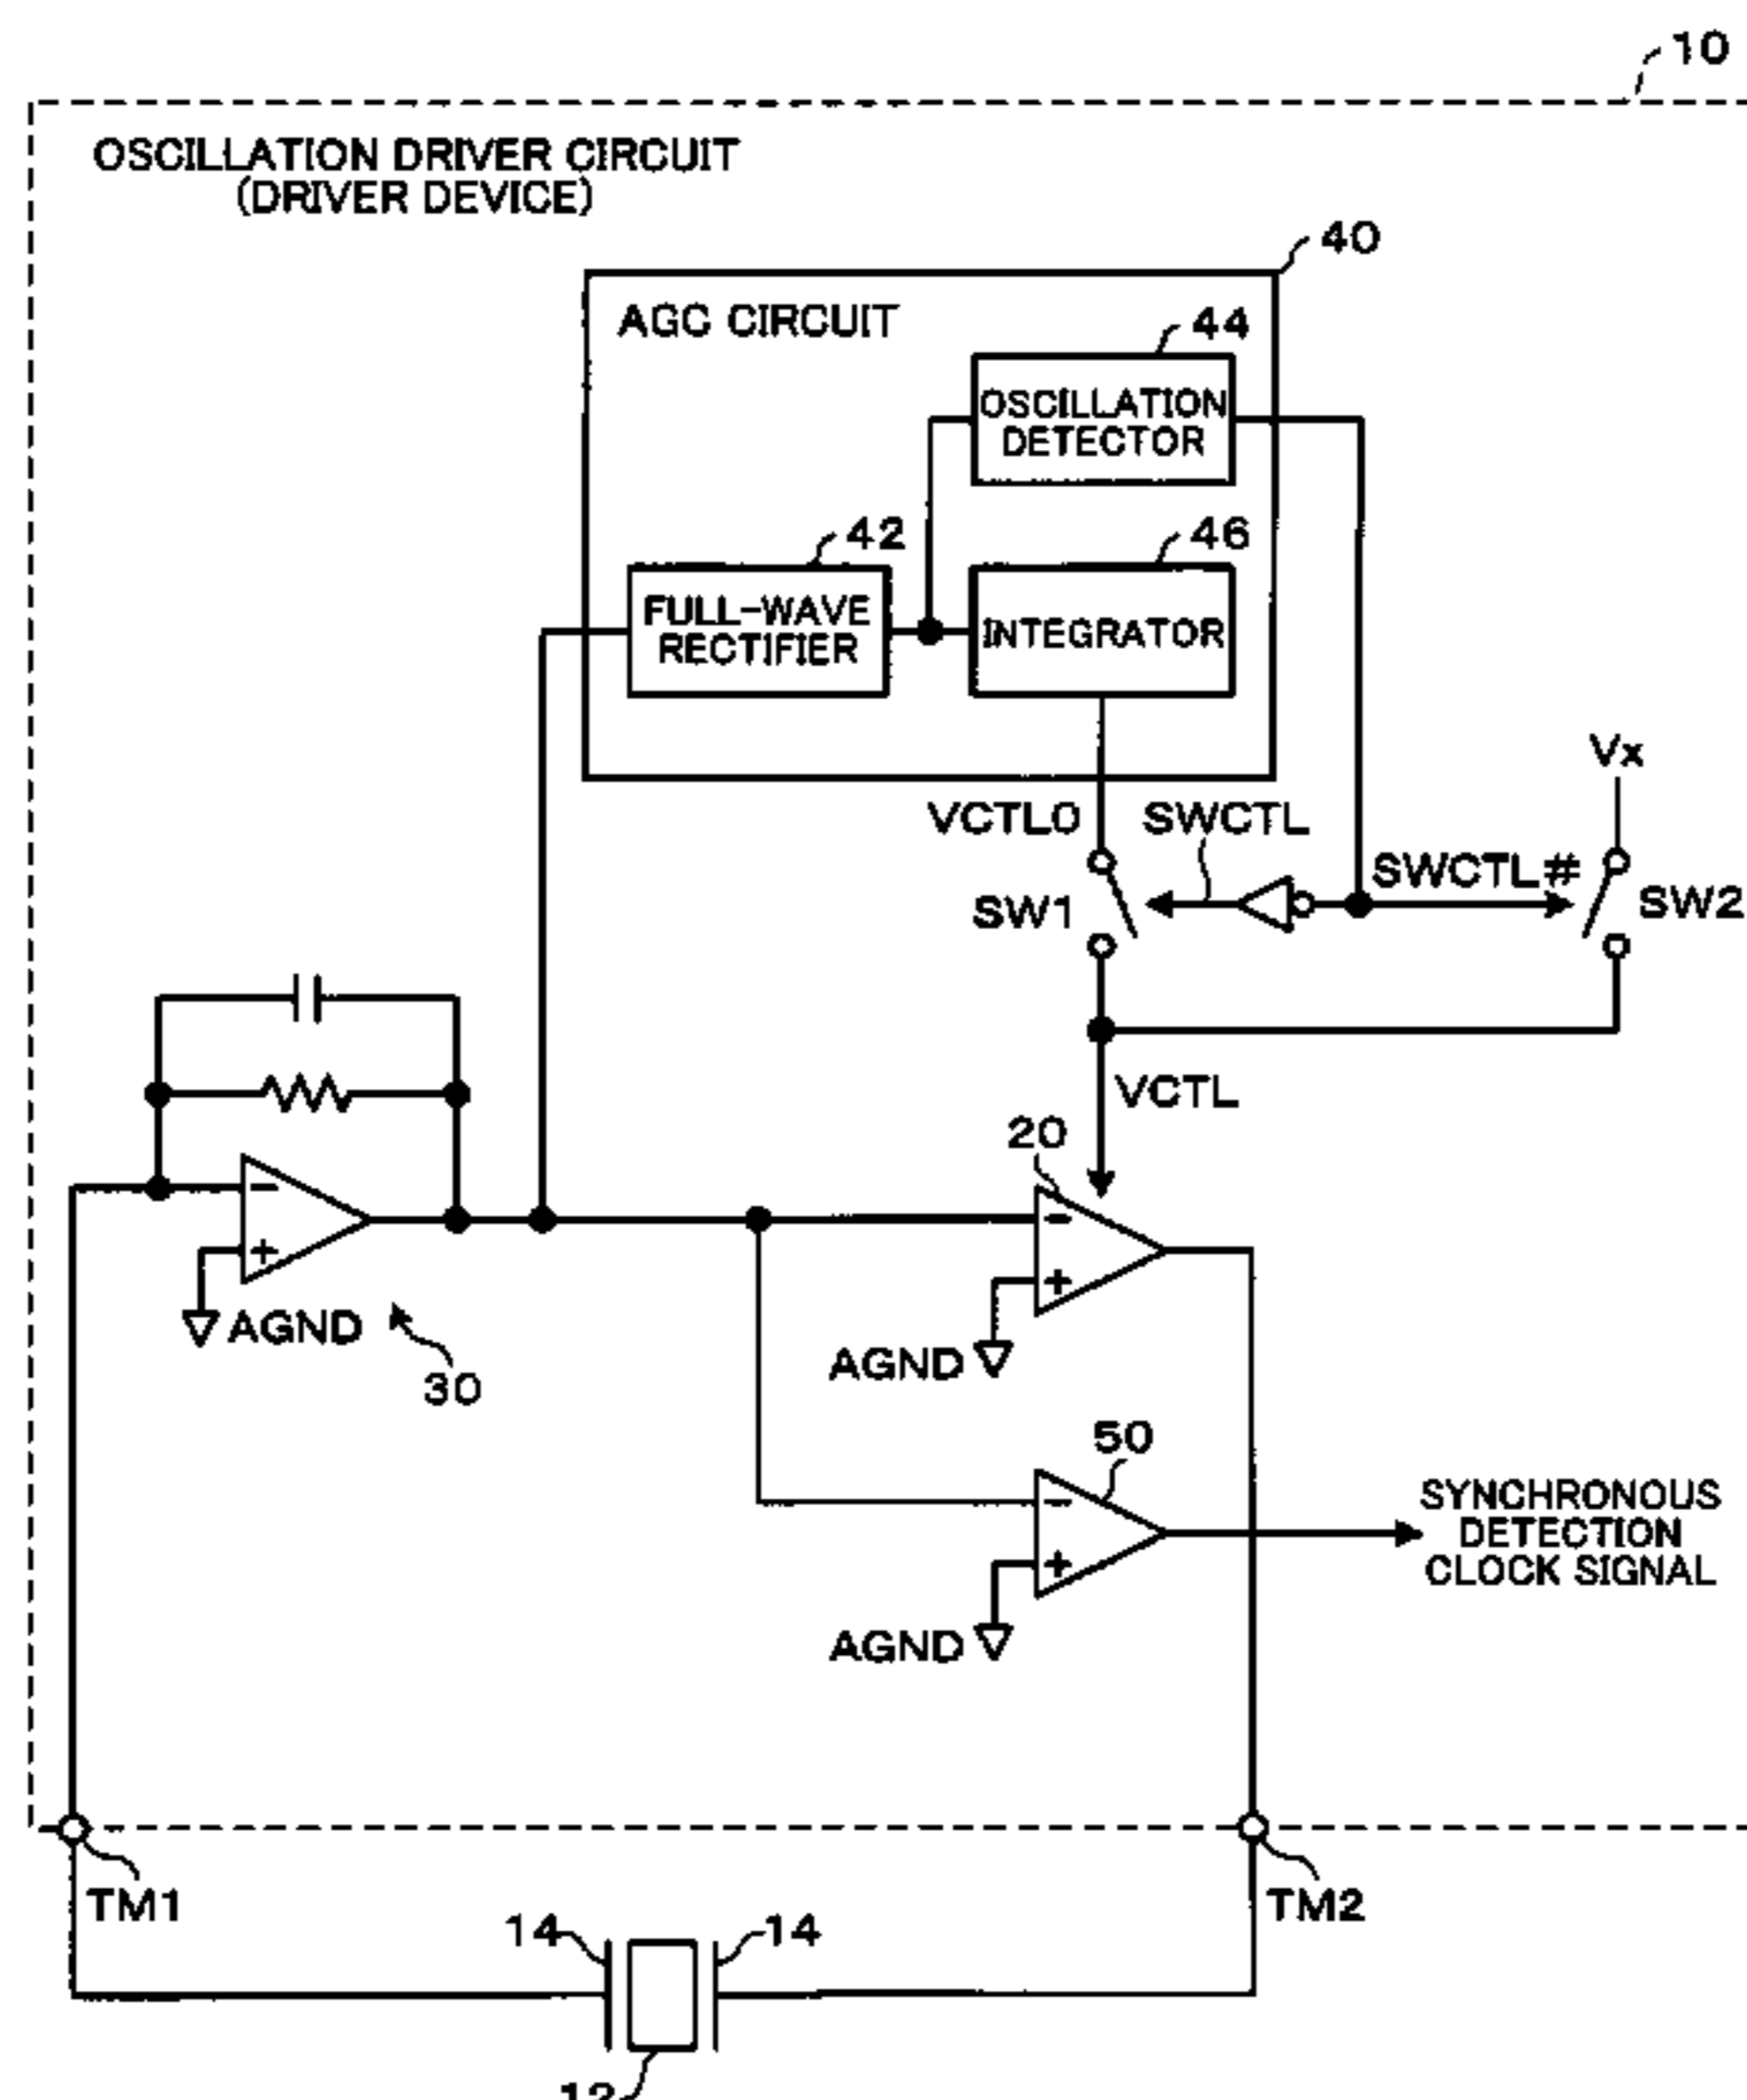 10
OSCILLATION DRIVER CIRCUIT
(DRIVER DEVICE)
40
AGC CIRCUIT
44
OSCILLATION
DETECTOR
42
46
FULL-WAVE
RECTIFIER
INTEGRATOR
Vx
VCTL0
SWCTL
SWCTL#
SW1
SW2
VCTL
20
-
+
-
+
AGND
30
AGND
50
-
+
SYNCHRONOUS
DETECTION
CLOCK SIGNAL
AGND
TM1
TM2
14
14
12